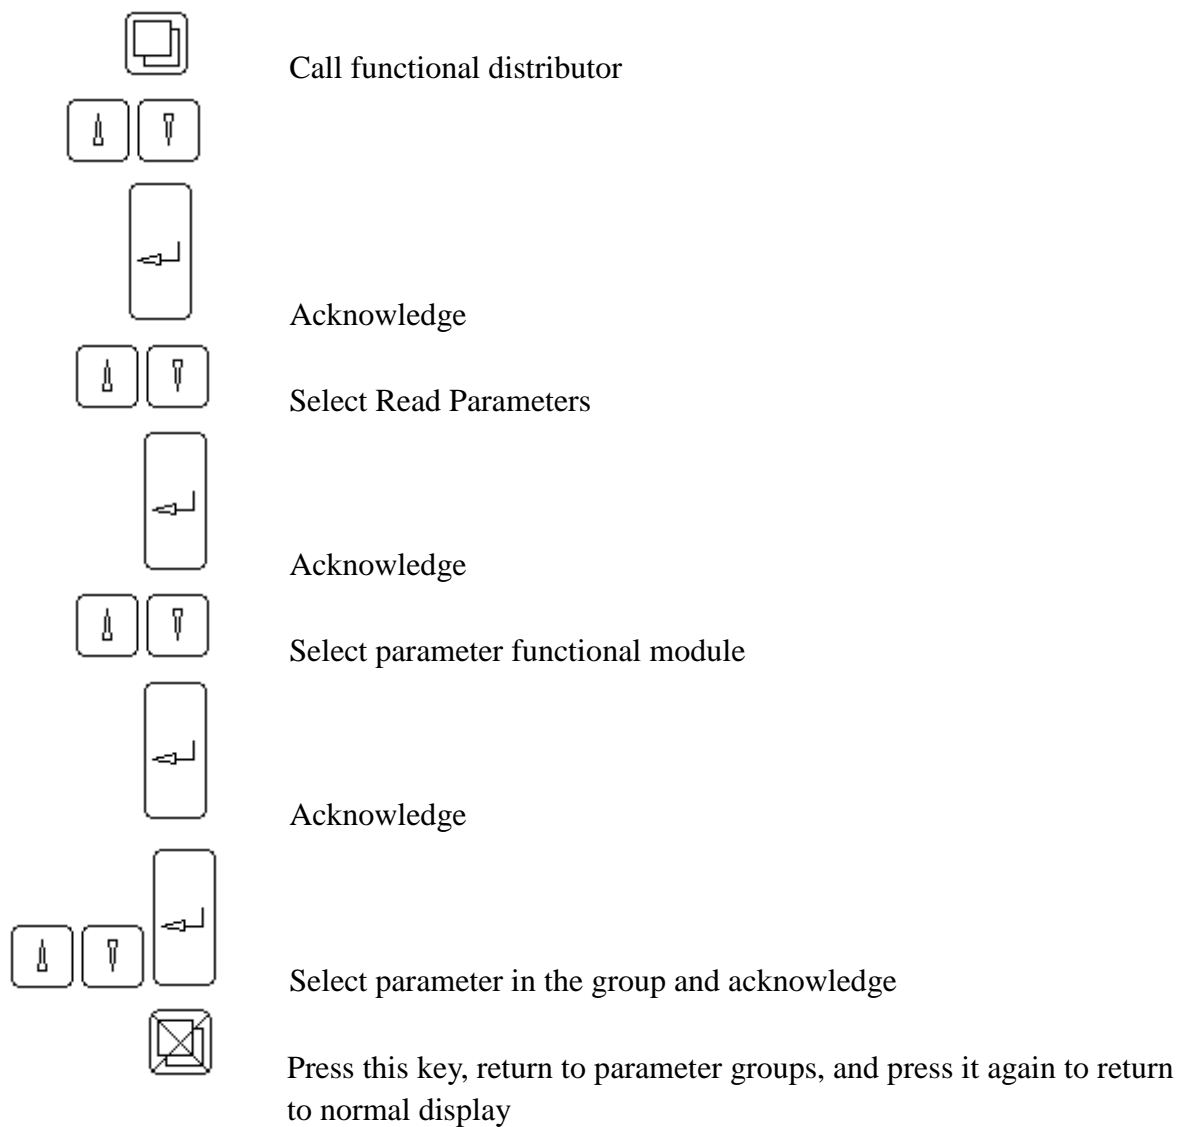 Call functional distributor
Acknowledge
Select Read Parameters
Acknowledge
Select parameter functional module
Acknowledge
Select parameter in the group and acknowledge
Press this key, return to parameter groups, and press it again to return
to normal display